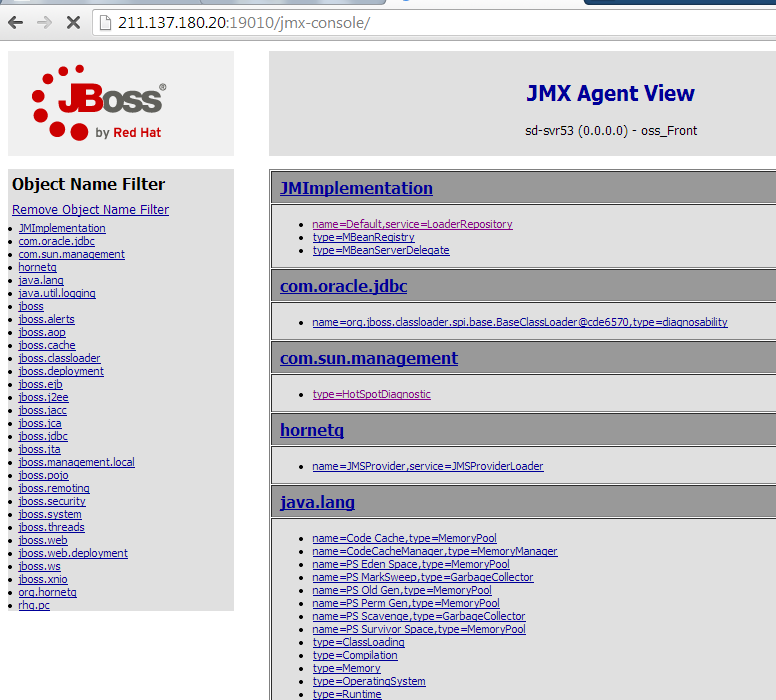 211.137.180.20:19010/jmx-console/
JBoss®
by Red Hat
JMX Agent View
sd-svr53 (0.0.0.0) - oss_Front
Object Name Filter
Remove Object Name Filter
JMImplementation
com.oracle.jdbc
com.sun.management
hornetq
java.lang
java.util.logging
jboss
jboss.alerts
jboss.aop
jboss.cache
jboss.classloader
jboss.deployment
jboss.ejb
jboss.j2ee
jboss.jacc
jboss.jca
jboss.jdbc
jboss.jta
jboss.management.local
jboss.pojo
jboss.remoting
jboss.security
jboss.system
jboss.threads
jboss.web
jboss.web.deployment
jboss.ws
jboss.xnio
org.hornetq
rhq.pc
JMImplementation
name=Default,service=LoaderRepository
type=MBeanRegistry
type=MBeanServerDelegate
com.oracle.jdbc
name=org.jboss.classloader.spi.base.BaseClassLoader@cde6570,type=diagnosability
com.sun.management
type=HotSpotDiagnostic
hornetq
name=JMSProvider,service=JMSProviderLoader
java.lang
name=Code Cache,type=MemoryPool
name=CodeCacheManager,type=MemoryManager
name=PS Eden Space,type=MemoryPool
name=PS MarkSweep,type=GarbageCollector
name=PS Old Gen,type=MemoryPool
name=PS Perm Gen,type=MemoryPool
name=PS Scavenge,type=GarbageCollector
name=PS Survivor Space,type=MemoryPool
type=ClassLoading
type=Compilation
type=Memory
type=OperatingSystem
type=Runtime